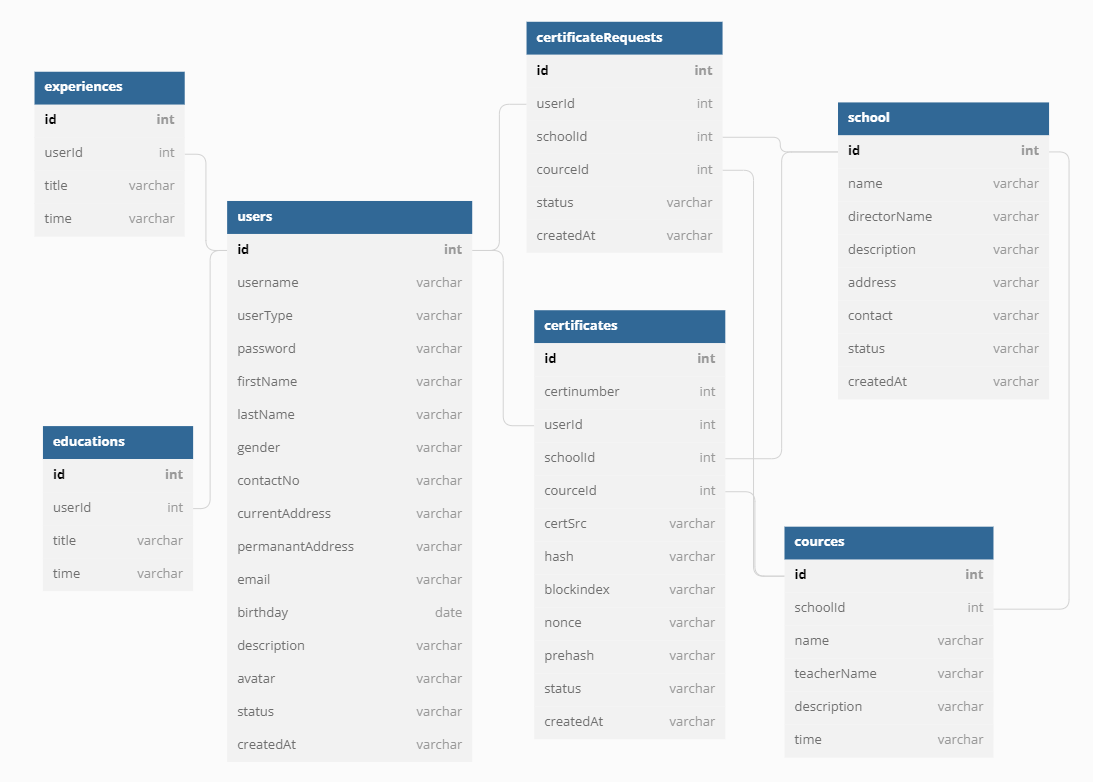 certificateRequests
id int
userId int
schoolId int
courceId int
status varchar
createdAt varchar
experiences
id int
userId int
title varchar
time varchar
school
id int
name varchar
directorName varchar
description varchar
address varchar
contact varchar
status varchar
createdAt varchar
users
id int
username varchar
userType varchar
password varchar
firstName varchar
lastName varchar
gender varchar
contactNo varchar
currentAddress varchar
permanantAddress varchar
email varchar
birthday date
description varchar
avatar varchar
status varchar
createdAt varchar
certificates
id int
certinumber int
userId int
schoolId int
courceId int
certSrc varchar
hash varchar
blockindex varchar
nonce varchar
prehash varchar
status varchar
createdAt varchar
educations
id int
userId int
title varchar
time varchar
cources
id int
schoolId int
name varchar
teacherName varchar
description varchar
time varchar